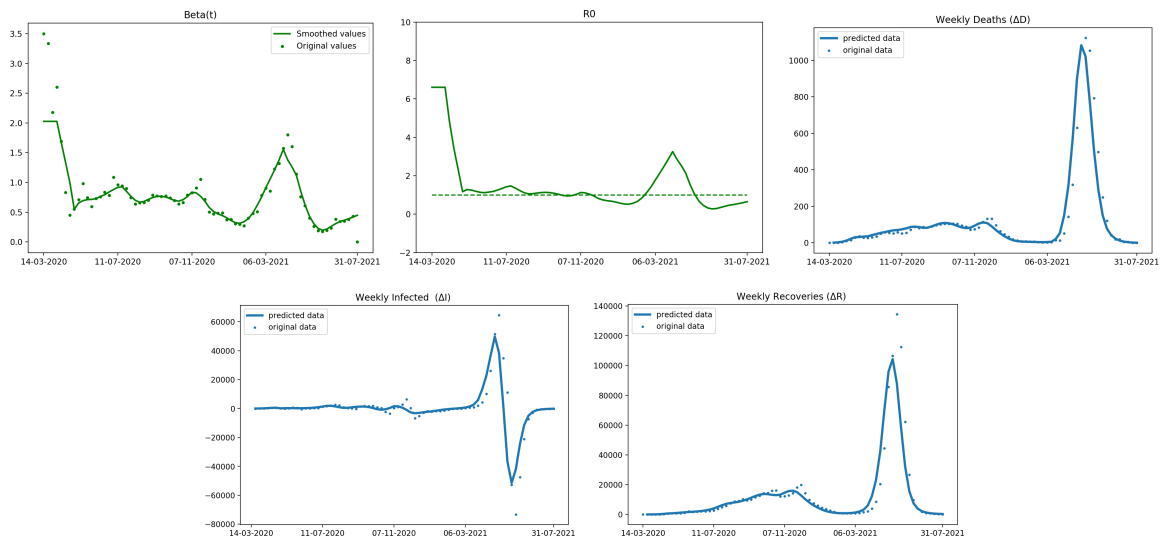 Beta(t)
Smoothed values
Original values
3.5
3.0
2.5
2.0
1.5
1.0
0.5
0.0
14-03-2020 11-07-2020 07-11-2020 06-03-2021 31-07-2021
R0
10
8
6
4
2
0
−2
14-03-2020 11-07-2020 07-11-2020 06-03-2021 31-07-2021
Weekly Deaths (ΔD)
predicted data
original data
1000
800
600
400
200
0
14-03-2020 11-07-2020 07-11-2020 06-03-2021 31-07-2021
Weekly Infected (ΔI)
predicted data
original data
60000
40000
20000
0
−20000
−40000
−60000
−80000
14-03-2020 11-07-2020 07-11-2020 06-03-2021 31-07-2021
Weekly Recoveries (ΔR)
predicted data
original data
140000
120000
100000
80000
60000
40000
20000
0
14-03-2020 11-07-2020 07-11-2020 06-03-2021 31-07-2021